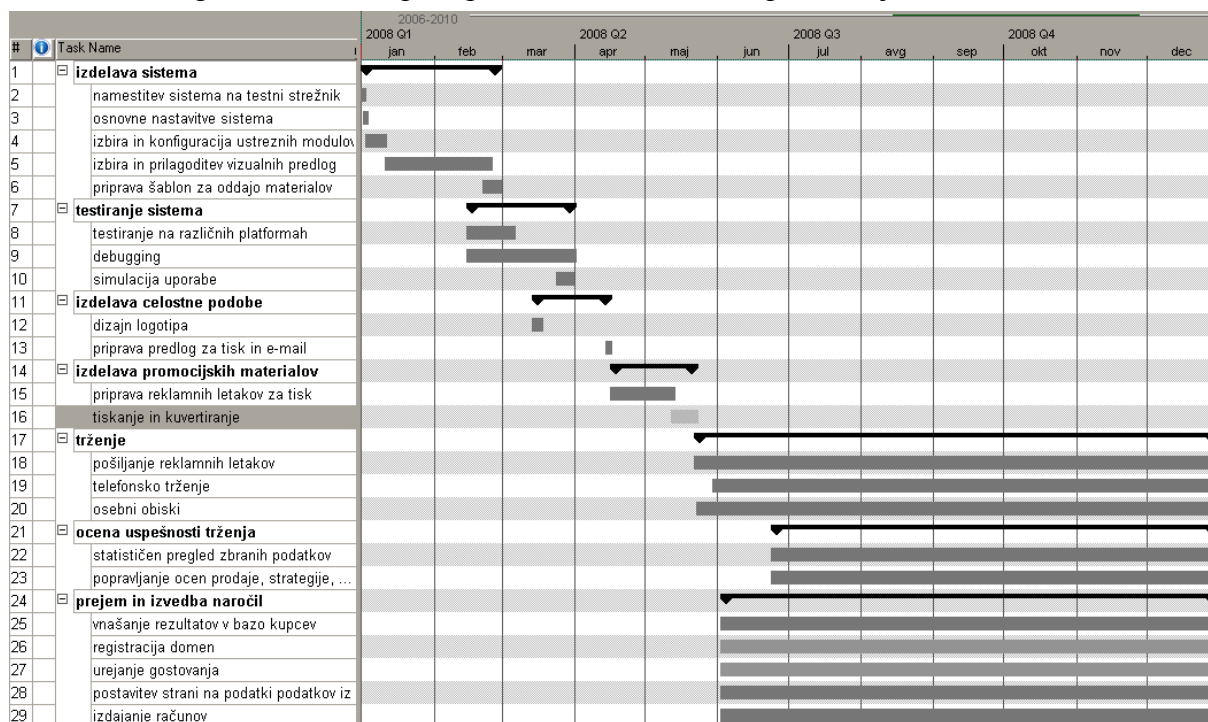 2006-2010
2008 Q1 2008 Q2 2008 Q3 2008 Q4
# Task Name jan feb mar apr maj jun jul avg sep okt nov dec
1 izdelava sistema
2 namestitev sistema na testni strežnik
3 osnovne nastavitve sistema
4 izbira in konfiguracija ustreznih modulov
5 izbira in prilagoditev vizualnih predlog
6 priprava šablon za oddajo materialov
7 testiranje sistema
8 testiranje na različnih platformah
9 debugging
10 simulacija uporabe
11 izdelava celostne podobe
12 dizajn logotipa
13 priprava predlog za tisk in e-mail
14 izdelava promocijskih materialov
15 priprava reklamnih letakov za tisk
16 tiskanje in kuvertiranje
17 trženje
18 pošiljanje reklamnih letakov
19 telefonsko trženje
20 osebni obiski
21 ocena uspešnosti trženja
22 statističen pregled zbranih podatkov
23 popravljanje ocen prodaje, strategije, ...
24 prejem in izvedba naročil
25 vnašanje rezultatov v bazo kupcev
26 registracija domen
27 urejanje gostovanja
28 postavitev strani na podatki podatkov iz
29 izdajanje računov